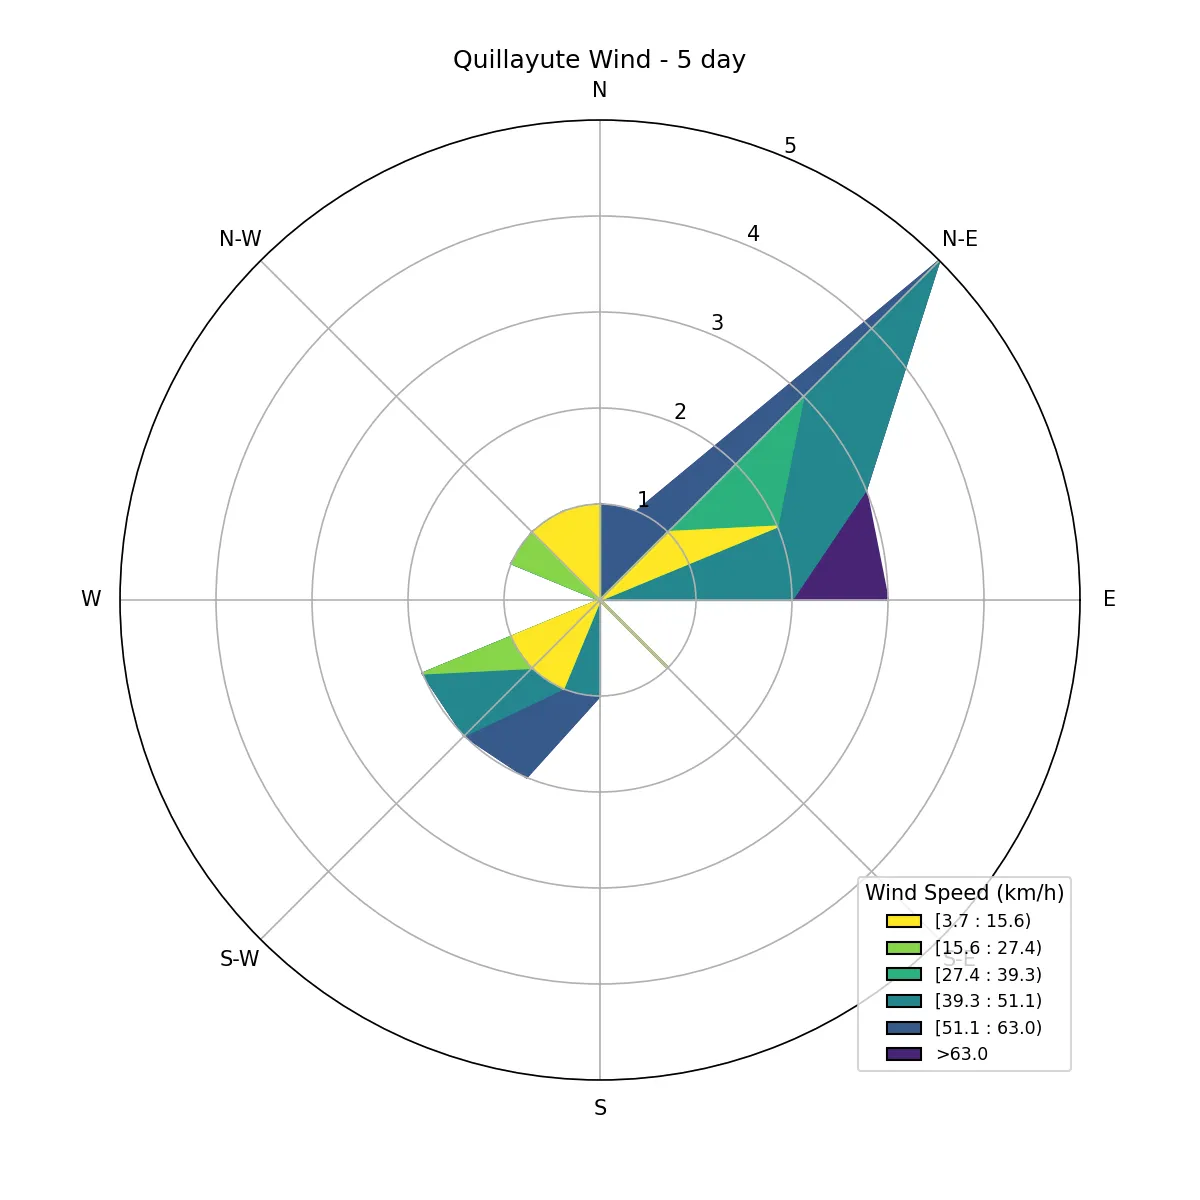 Quillayute Wind - 5 day
N
5
N-W
4
N-E
3
2
1
W
E
Wind Speed (km/h)
[3.7 : 15.6)
[15.6 : 27.4)
S-W
S-E
[27.4 : 39.3)
[39.3 : 51.1)
[51.1 : 63.0)
>63.0
S